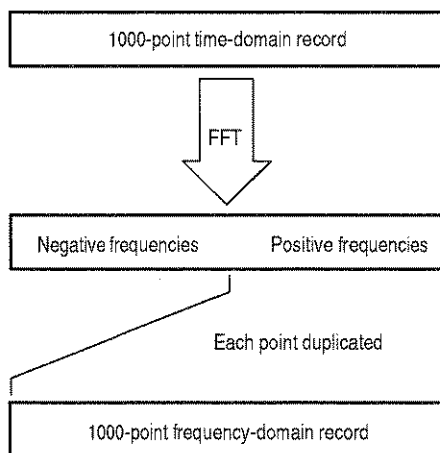 1000-point time-domain record
FFT
Negative frequencies Positive frequencies
Each point duplicated
1000-point frequency-domain record